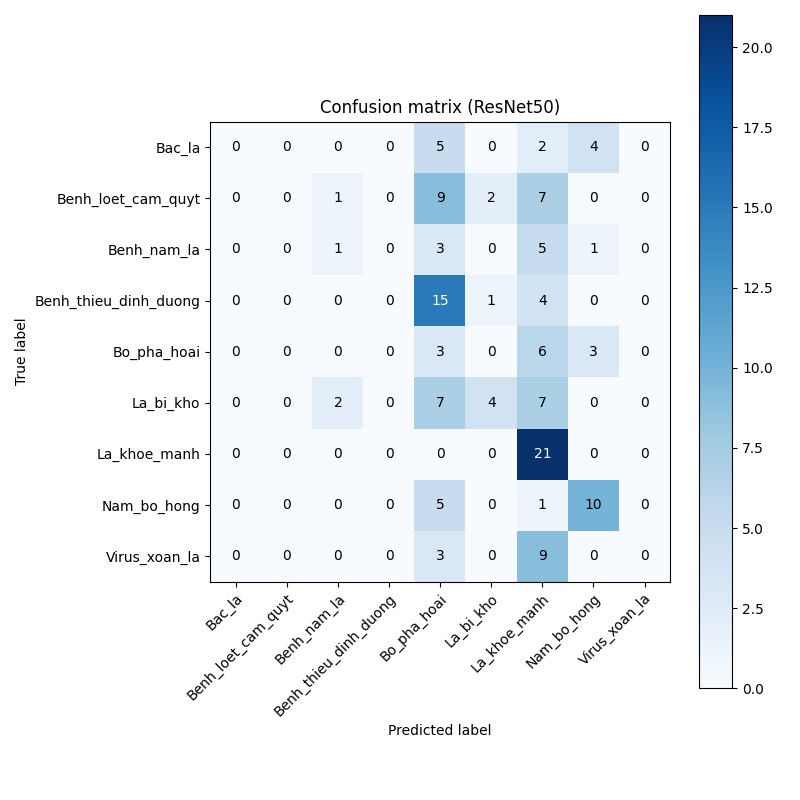 Confusion matrix (ResNet50)
Bac_la 0 0 0 0 5 0 2 4 0
Benh_loet_cam_quyt 0 0 1 0 9 2 7 0 0
Benh_nam_la 0 0 1 0 3 0 5 1 0
Benh_thieu_dinh_duong 0 0 0 0 15 1 4 0 0
Bo_pha_hoai 0 0 0 0 3 0 6 3 0
La_bi_kho 0 0 2 0 7 4 7 0 0
La_khoe_manh 0 0 0 0 0 0 21 0 0
Nam_bo_hong 0 0 0 0 5 0 1 10 0
Virus_xoan_la 0 0 0 0 3 0 9 0 0
True label
Bac_la
Benh_loet_cam_quyt
Benh_nam_la
Benh_thieu_dinh_duong
Bo_pha_hoai
La_bi_kho
La_khoe_manh
Nam_bo_hong
Virus_xoan_la
Predicted label
20.0
17.5
15.0
12.5
10.0
7.5
5.0
2.5
0.0